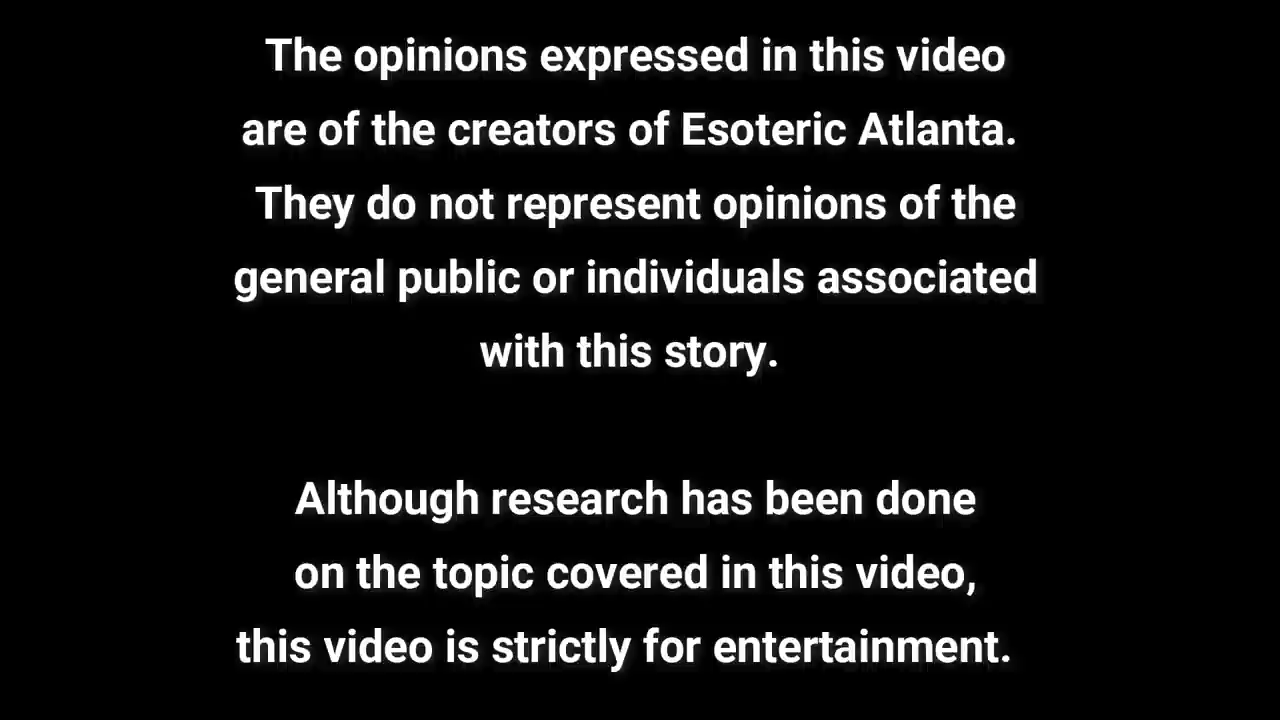 The opinions expressed in this video
are of the creators of Esoteric Atlanta.
They do not represent opinions of the
general public or individuals associated
with this story.
Although research has been done
on the topic covered in this video,
this video is strictly for entertainment.